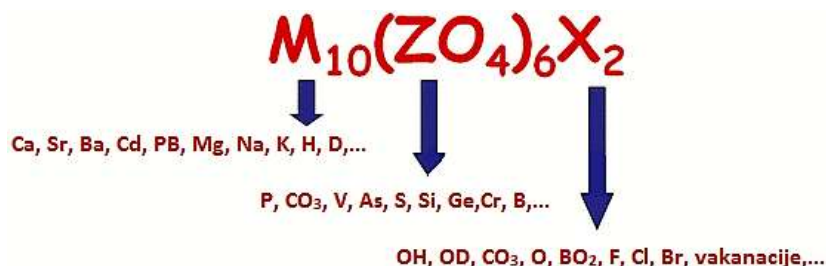 M₁₀(ZO₄)₆X₂
Ca, Sr, Ba, Cd, PB, Mg, Na, K, H, D,...
P, CO₃, V, As, S, Si, Ge,Cr, B,...
OH, OD, CO₃, O, BO₂, F, Cl, Br, vakanacije,...